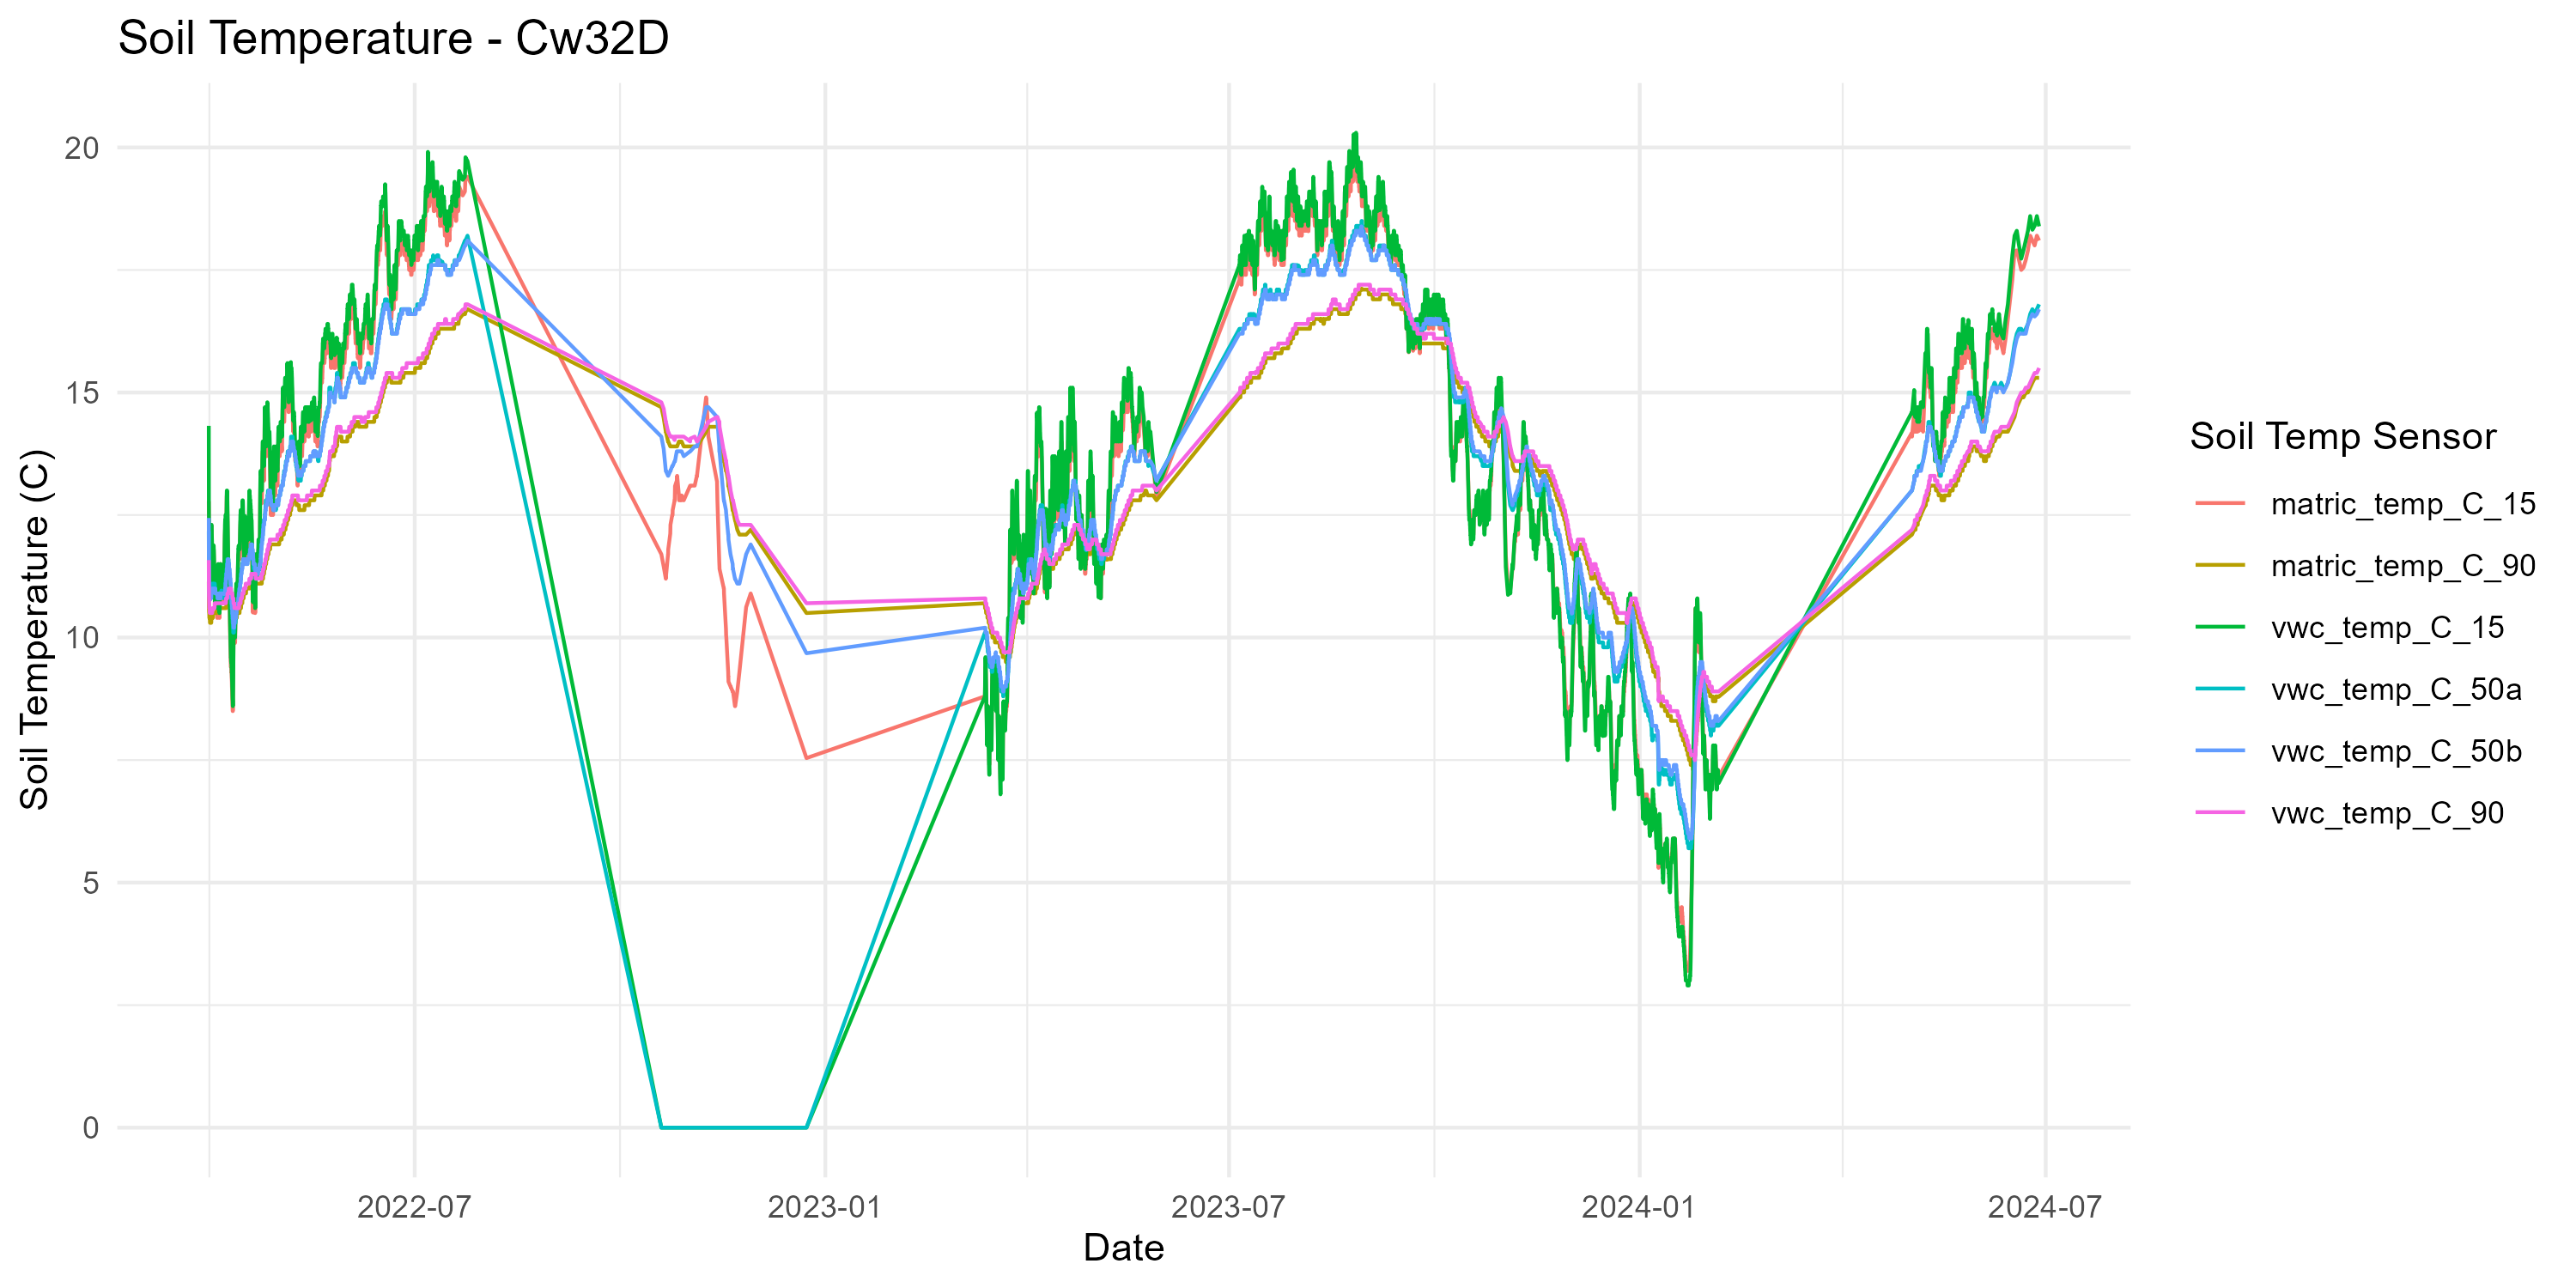 Soil Temperature - Cw32D
20
15
10
5
0
Soil Temperature (C)
2022-07
2023-01
2023-07
2024-01
2024-07
Date
Soil Temp Sensor
matric_temp_C_15
matric_temp_C_90
vwc_temp_C_15
vwc_temp_C_50a
vwc_temp_C_50b
vwc_temp_C_90